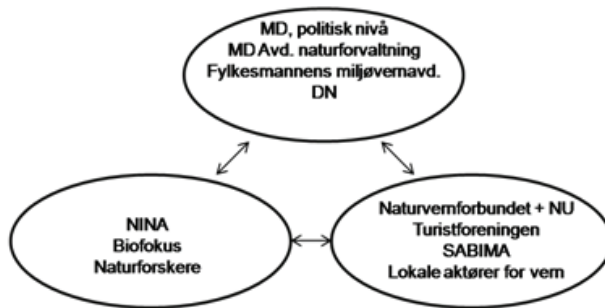 MD, politisk nivå
MD Avd. naturforvaltning
Fylkesmannens miljøvernavd.
DN
NINA
Biofokus
Naturforskere
Naturvernforbundet + NU
Turistforeningen
SABIMA
Lokale aktører for vern